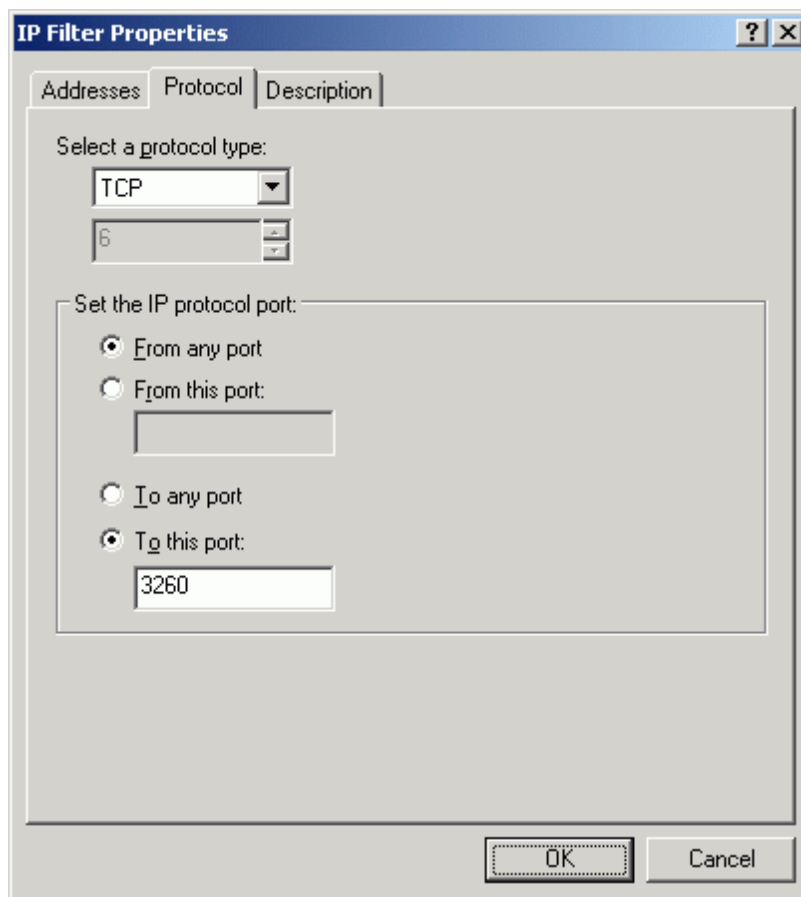 IP Filter Properties
Addresses Protocol Description
Select a protocol type:
TCP
6
Set the IP protocol port:
From any port
From this port:
To any port
To this port:
3260
OK Cancel